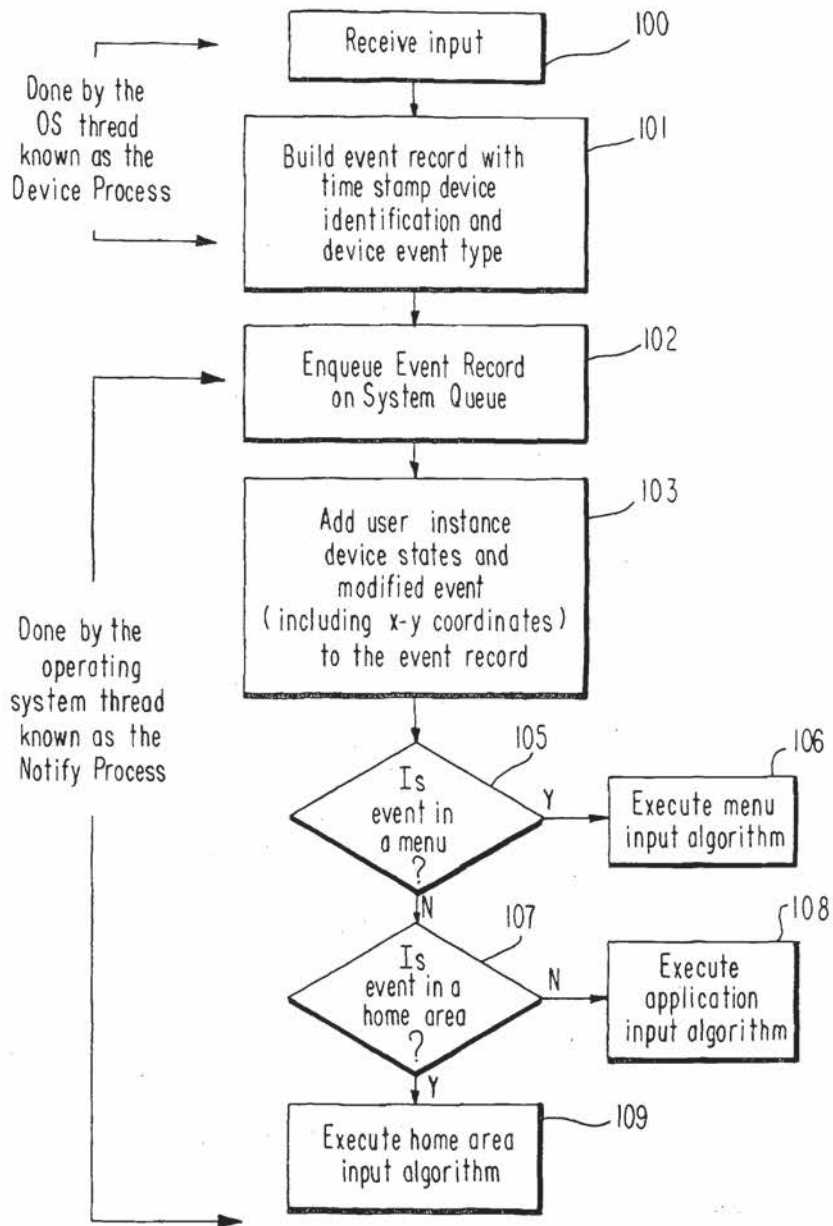 100
Receive input
Done by the
OS thread
known as the
Device Process
101
Build event record with
time stamp device
identification and
device event type
102
Enqueue Event Record
on System Queue
103
Add user instance
device states and
modified event
(including x-y coordinates)
to the event record
Done by the
operating
system thread
known as the
Notify Process
105
Is
event in
a menu
?
Y
N
106
Execute menu
input algorithm
107
Is
event in a
home area
?
N
Y
108
Execute
application
input algorithm
109
Execute home area
input algorithm